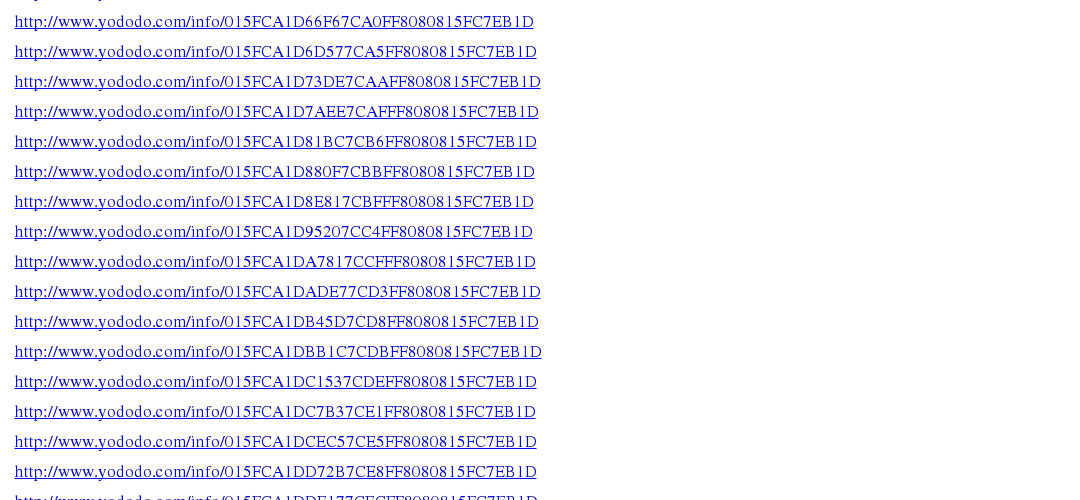 http://www.yododo.com/info/015FCA1D66F67CA0FF8080815FC7EB1D
http://www.yododo.com/info/015FCA1D6D577CA5FF8080815FC7EB1D
http://www.yododo.com/info/015FCA1D73DE7CAAFF8080815FC7EB1D
http://www.yododo.com/info/015FCA1D7AEE7CAFFF8080815FC7EB1D
http://www.yododo.com/info/015FCA1D81BC7CB6FF8080815FC7EB1D
http://www.yododo.com/info/015FCA1D880F7CBBFF8080815FC7EB1D
http://www.yododo.com/info/015FCA1D8E817CBFFF8080815FC7EB1D
http://www.yododo.com/info/015FCA1D95207CC4FF8080815FC7EB1D
http://www.yododo.com/info/015FCA1DA7817CCFFF8080815FC7EB1D
http://www.yododo.com/info/015FCA1DADE77CD3FF8080815FC7EB1D
http://www.yododo.com/info/015FCA1DB45D7CD8FF8080815FC7EB1D
http://www.yododo.com/info/015FCA1DBB1C7CDBFF8080815FC7EB1D
http://www.yododo.com/info/015FCA1DC1537CDEFF8080815FC7EB1D
http://www.yododo.com/info/015FCA1DC7B37CE1FF8080815FC7EB1D
http://www.yododo.com/info/015FCA1DCEC57CE5FF8080815FC7EB1D
http://www.yododo.com/info/015FCA1DD72B7CE8FF8080815FC7EB1D